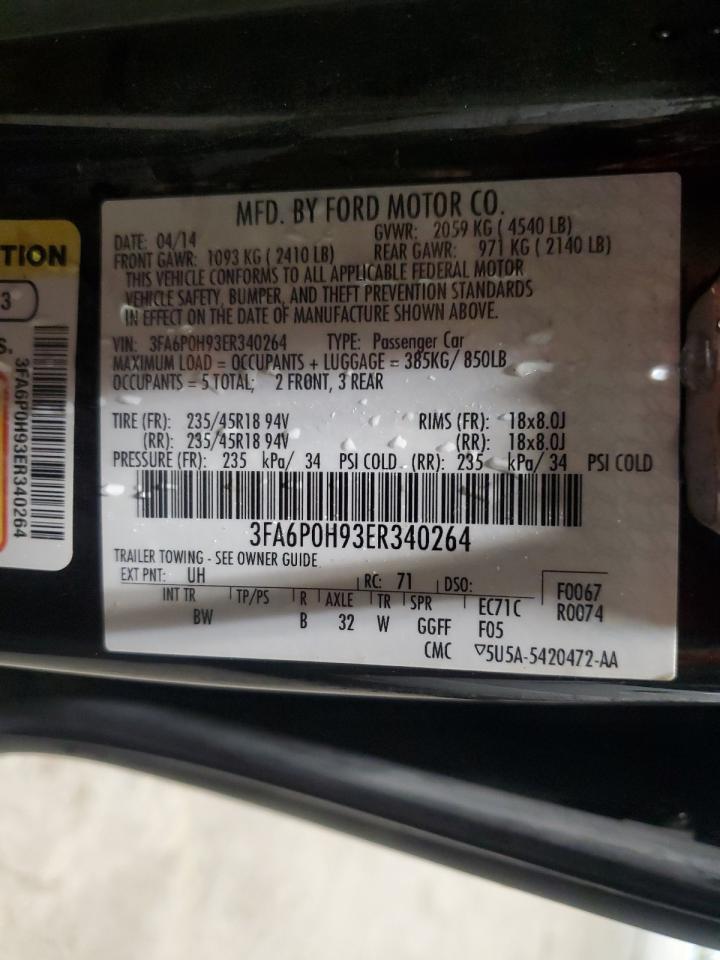 MFD. BY FORD MOTOR CO.
DATE: 04/14 GVWR: 2059 KG ( 4540 LB)
FRONT GAWR: 1093 KG ( 2410 LB) REAR GAWR: 971 KG ( 2140 LB)
THIS VEHICLE CONFORMS TO ALL APPLICABLE FEDERAL MOTOR
VEHICLE SAFETY, BUMPER, AND THEFT PREVENTION STANDARDS
IN EFFECT ON THE DATE OF MANUFACTURE SHOWN ABOVE.
VIN: 3FA6P0H93ER340264 TYPE: Passenger Car
MAXIMUM LOAD = OCCUPANTS + LUGGAGE = 385KG/ 850LB
OCCUPANTS = 5 TOTAL; 2 FRONT, 3 REAR
TIRE (FR): 235/45R18 94V RIMS (FR): 18x8.0J
(RR): 235/45R18 94V (RR): 18x8.0J
PRESSURE (FR): 235 kPa/ 34 PSI COLD (RR): 235 kPa/ 34 PSI COLD
3FA6P0H93ER340264
TRAILER TOWING - SEE OWNER GUIDE
EXT PNT: UH RC: 71 DSO: F0067
R0074
INT TR TP/PS R AXLE TR SPR EC71C
BW B 32 W GGFF F05
CMC ▽5U5A-5420472-AA
TION
3
S.
3FA6P0H93ER340264